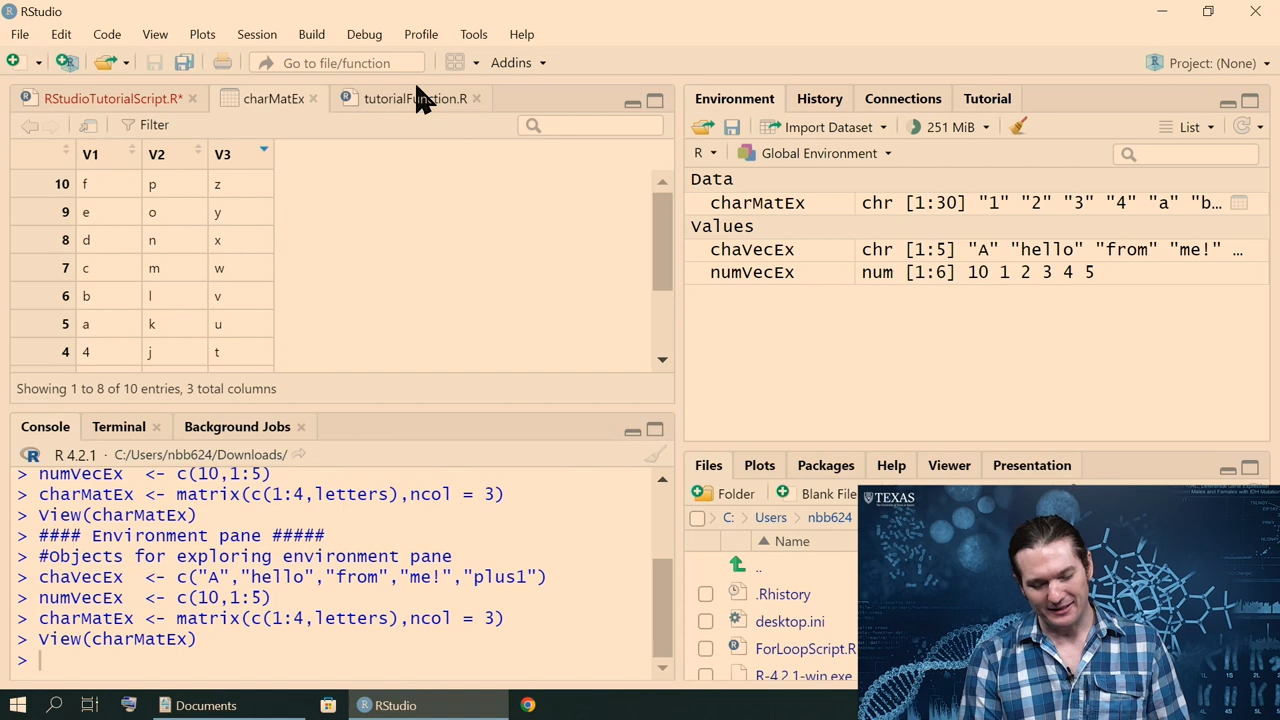 RStudio
File Edit Code View Plots Session Build Debug Profile Tools Help
Go to file/function Addins Project: (None)
RStudioTutorialScript.R* charMatEx tutorialFunction.R
Filter
V1 V2 V3
10 f p z
9 e o y
8 d n x
7 c m w
6 b l v
5 a k u
4 4 j t
Showing 1 to 8 of 10 entries, 3 total columns
Console Terminal Background Jobs
R 4.2.1 · C:/Users/nbb624/Downloads/
> numVecEx <- c(10,1:5)
> charMatEx <- matrix(c(1:4,letters),ncol = 3)
> View(charMatEx)
> #### Environment pane #####
> #Objects for exploring environment pane
> chaVecEx <- c("A","hello","from","me!","plus1")
> numVecEx <- c(10,1:5)
> charMatEx <- matrix(c(1:4,letters),ncol = 3)
> View(charMatEx)
>
Environment History Connections Tutorial
Import Dataset 251 MiB List
R Global Environment
Data
charMatEx chr [1:30] "1" "2" "3" "4" "a" "b…
Values
chaVecEx chr [1:5] "A" "hello" "from" "me!" …
numVecEx num [1:6] 10 1 2 3 4 5
Files Plots Packages Help Viewer Presentation
Folder Blank File
C: Users nbb624
Name
..
.Rhistory
desktop.ini
ForLoopScript.R
R-4.2.1-win.exe
TEXAS
Documents RStudio